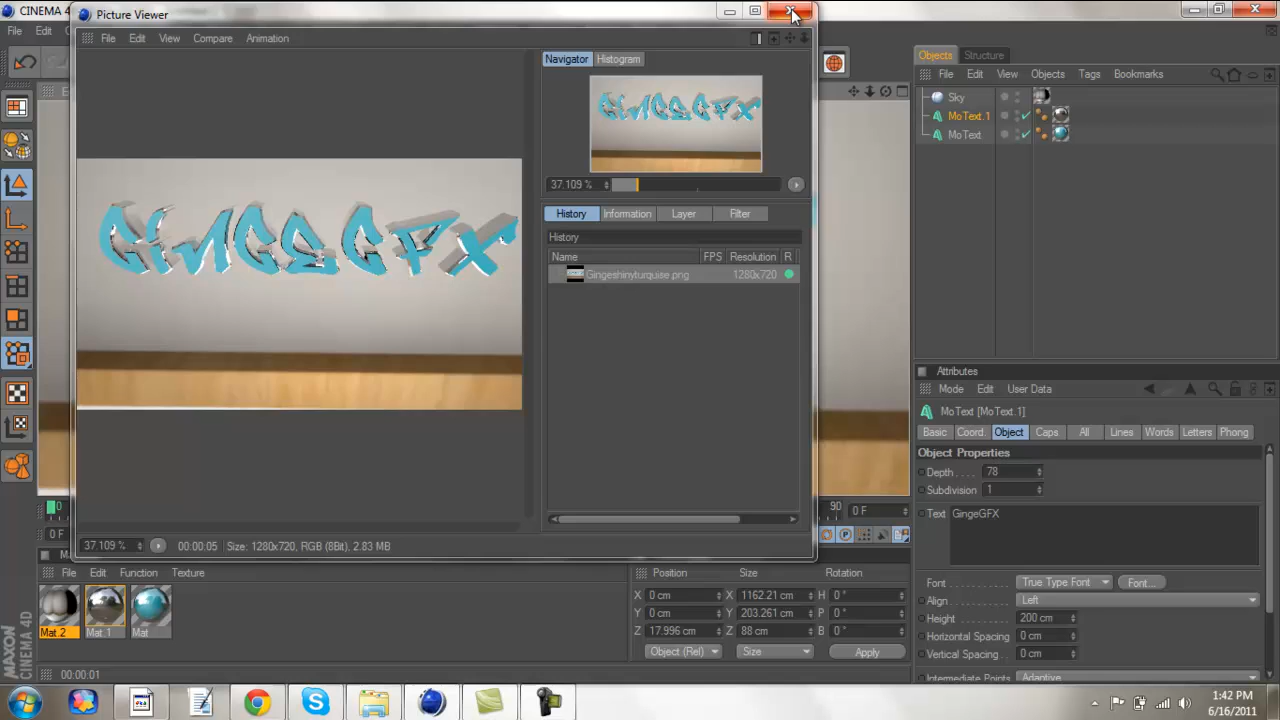 CINEMA 4D
Picture Viewer
File Edit View Compare Animation
GingeGFX
Navigator Histogram
GingeGFX
37.109 %
History Information Layer Filter
History
Name FPS Resolution R
Gingeshinyturquise.png 1280x720
37.109 % 00:00:05 Size: 1280x720, RGB (8Bit), 2.83 MB
File Ed
Objects Structure
File Edit View Objects Tags Bookmarks
Sky
MoText.1
MoText
Attributes
Mode Edit User Data
MoText [MoText.1]
Basic Coord. Object Caps All Lines Words Letters Phong
Object Properties
Depth 78
Subdivision 1
Text GingeGFX
Font True Type Font Font...
Align Left
Height 200 cm
Horizontal Spacing 0 cm
Vertical Spacing 0 cm
Intermediate Points Adaptive
0 90 0 F
0 F
File Edit Function Texture
Mat.2 Mat.1 Mat
Position Size Rotation
X 0 cm X 1162.21 cm H 0 °
Y 0 cm Y 203.261 cm P 0 °
Z 17.996 cm Z 88 cm B 0 °
Object (Rel) Size Apply
MAXON
CINEMA 4D
00:00:01
1:42 PM
6/16/2011